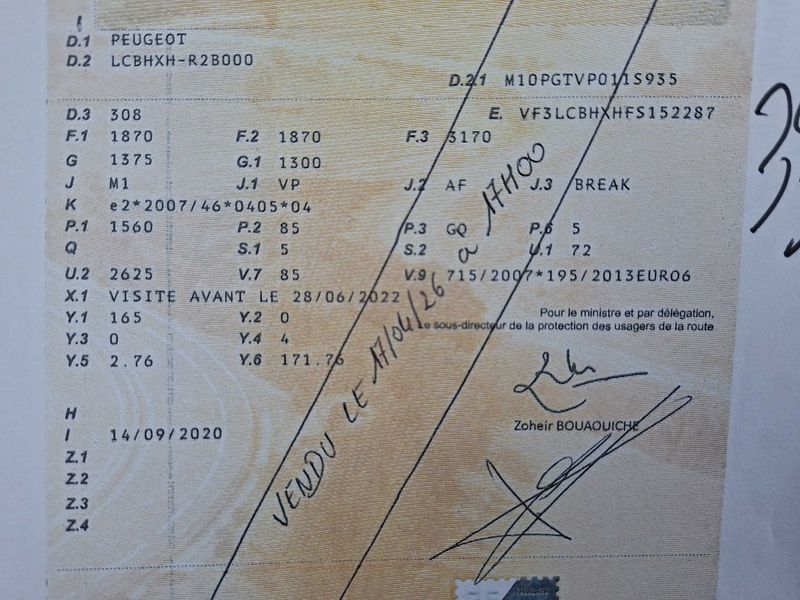 D.1 PEUGEOT
D.2 LCBHXH-R2B000
D.2.1 M10PGTVP011S935
D.3 308 E. VF3LCBHXHFS152287
F.1 1870 F.2 1870 F.3 3170
G 1375 G.1 1300
J M1 J.1 VP J.2 AF J.3 BREAK
K e2*2007/46*0405*04
P.1 1560 P.2 85 P.3 GO P.6 5
Q S.1 5 S.2 U.1 72
U.2 2625 V.7 85 V.9 715/2007*195/2013EURO6
X.1 VISITE AVANT LE 28/06/2022
Y.1 165 Y.2 0
Pour le ministre et par délégation,
Le sous-directeur de la protection des usagers de la route
Y.3 0 Y.4 4
Y.5 2.76 Y.6 171.76
H
Zoheir BOUAOUICHE
I 14/09/2020
Z.1
Z.2
Z.3
Z.4
VENDU LE 17/04/26 a 17H00